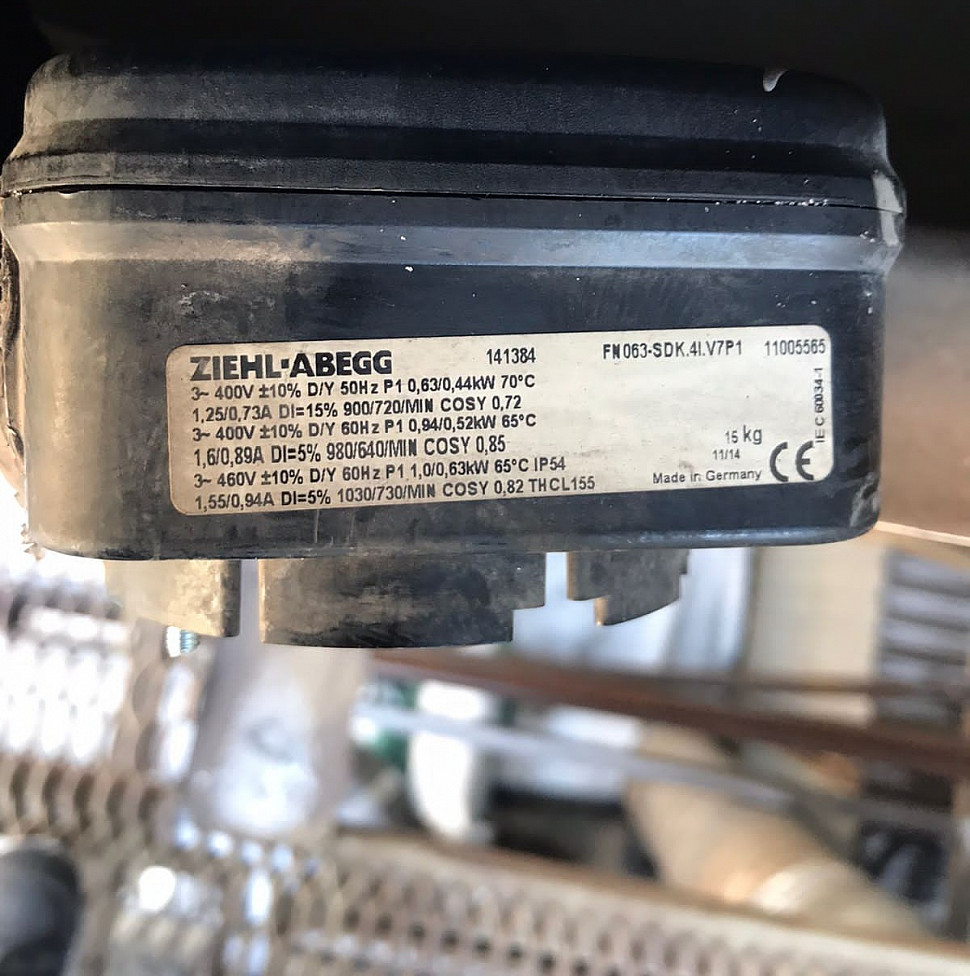 ZIEHL-ABEGG 141384 FN063-SDK.4I.V7P1 11005565
3~ 400V ±10% D/Y 50Hz P1 0,63/0,44kW 70°C
1,25/0,73A DI=15% 900/720/MIN COSY 0,72
3~ 400V ±10% D/Y 60Hz P1 0,94/0,52kW 65°C
1,6/0,89A DI=5% 980/640/MIN COSY 0,85
3~ 460V ±10% D/Y 60Hz P1 1,0/0,63kW 65°C IP54
1,55/0,94A DI=5% 1030/730/MIN COSY 0,82 THCL155
15 kg
11/14
Made in Germany
CE
IEC 60034-1